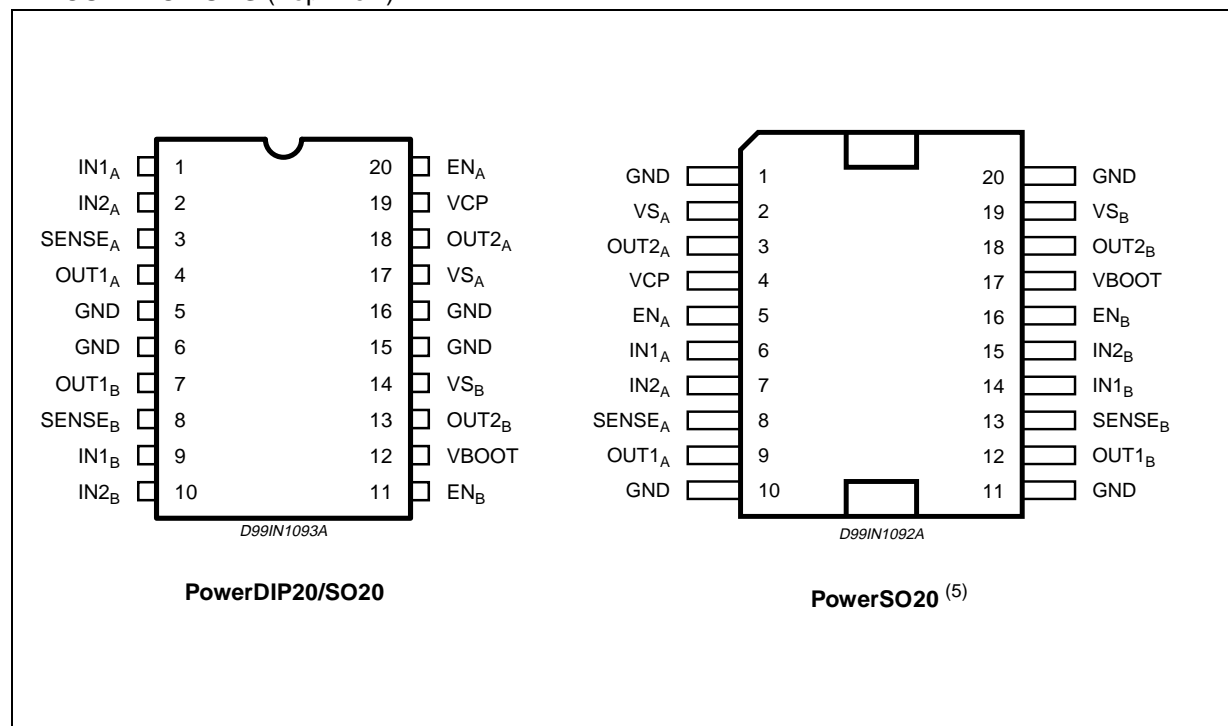 IN1A 1 20 ENA
IN2A 2 19 VCP
SENSEA 3 18 OUT2A
OUT1A 4 17 VSA
GND 5 16 GND
GND 6 15 GND
OUT1B 7 14 VSB
SENSEB 8 13 OUT2B
IN1B 9 12 VBOOT
IN2B 10 11 ENB
D99IN1093A
PowerDIP20/SO20
GND 1 20 GND
VSA 2 19 VSB
OUT2A 3 18 OUT2B
VCP 4 17 VBOOT
ENA 5 16 ENB
IN1A 6 15 IN2B
IN2A 7 14 IN1B
SENSEA 8 13 SENSEB
OUT1A 9 12 OUT1B
GND 10 11 GND
D99IN1092A
PowerSO20 (5)